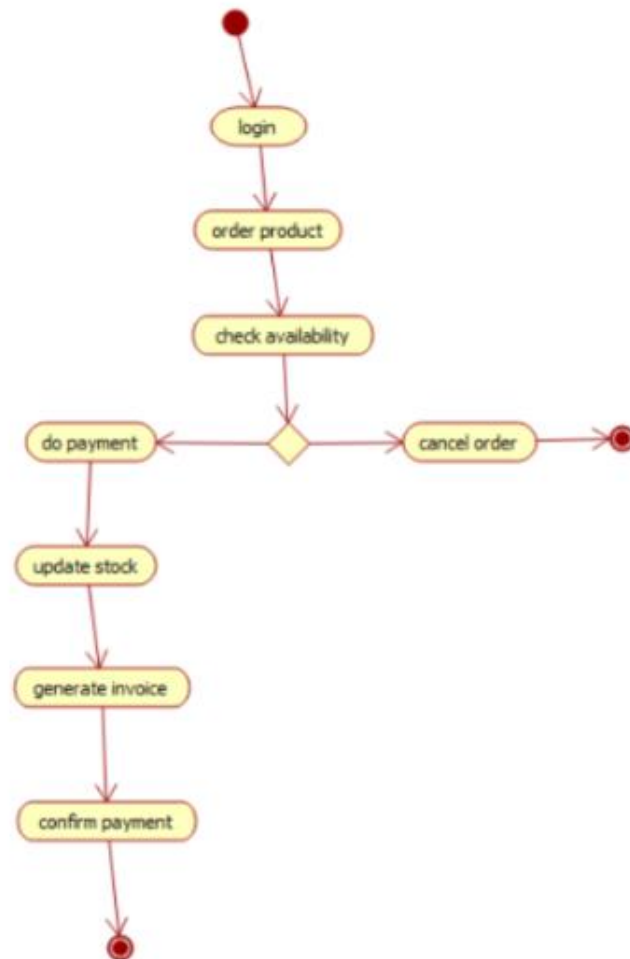 login
order product
check availability
do payment
cancel order
update stock
generate invoice
confirm payment